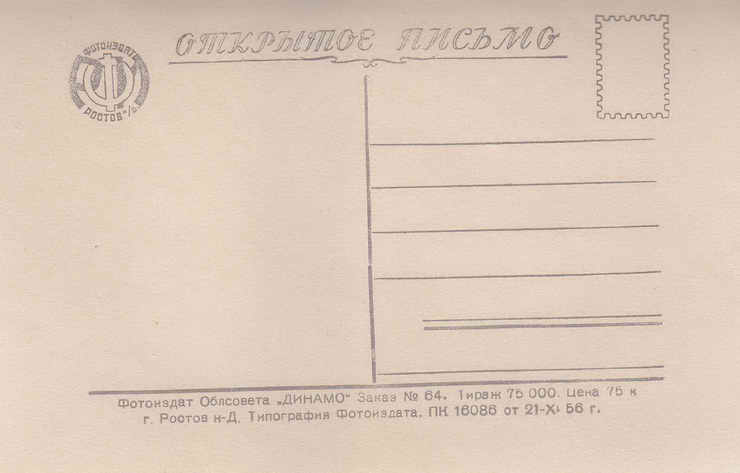 ОТКРЫТОЕ ПИСЬМО
ФОТОИЗДАТ
РОСТОВ н/Д.
Фотоиздат Облсовета „ДИНАМО" Заказ № 64. Тираж 75 000. Цена 75 к
г. Ростов н-Д. Типография Фотоиздата. ПК 16086 от 21-XI 56 г.